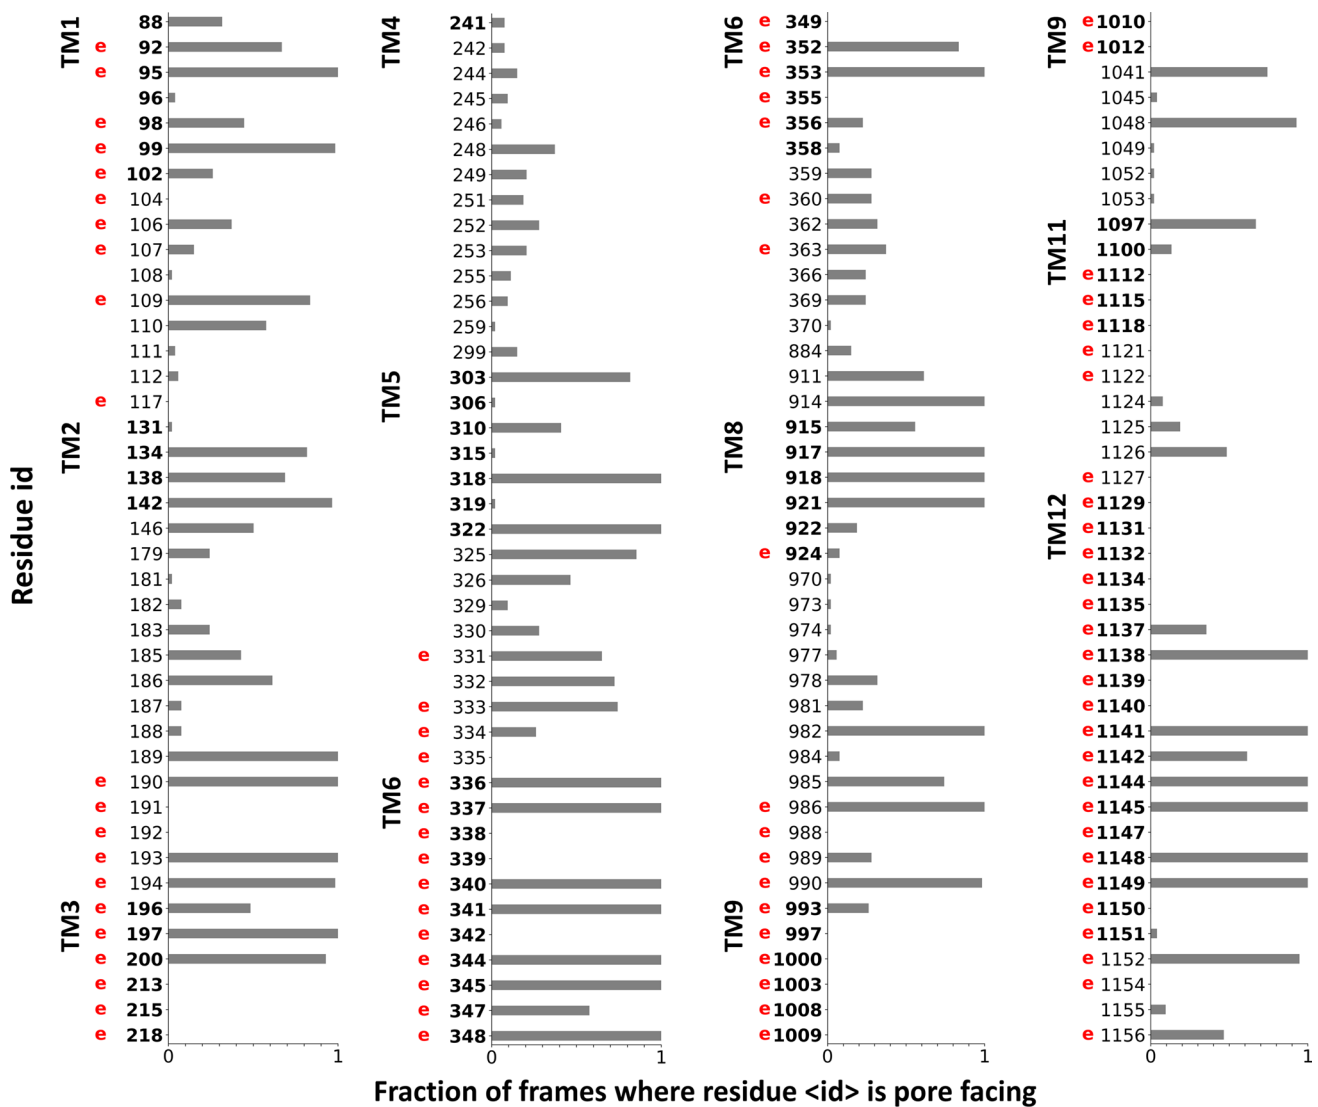 Residue id
TM1
88
e 92
e 95
96
e 98
e 99
e 102
e 104
e 106
e 107
108
e 109
110
111
112
e 117
TM2
131
134
138
142
146
179
181
182
183
185
186
187
188
189
e 190
e 191
e 192
e 193
e 194
TM3
e 196
e 197
e 200
e 213
e 215
e 218
0 1
TM4
241
242
244
245
246
248
249
251
252
253
255
256
259
299
TM5
303
306
310
315
318
319
322
325
326
329
330
e 331
332
e 333
e 334
e 335
TM6
e 336
e 337
e 338
e 339
e 340
e 341
e 342
e 344
e 345
e 347
e 348
0 1
TM6
e 349
e 352
e 353
e 355
e 356
358
359
e 360
362
e 363
366
369
370
884
911
914
TM8
915
917
918
921
922
e 924
970
973
974
977
978
981
982
984
985
e 986
e 988
e 989
e 990
TM9
e 993
e 997
e 1000
e 1003
e 1008
e 1009
0 1
TM9
e 1010
e 1012
1041
1045
1048
1049
1052
1053
TM11
1097
1100
e 1112
e 1115
e 1118
e 1121
e 1122
1124
1125
1126
e 1127
TM12
e 1129
e 1131
e 1132
e 1134
e 1135
e 1137
e 1138
e 1139
e 1140
e 1141
e 1142
e 1144
e 1145
e 1147
e 1148
e 1149
e 1150
e 1151
e 1152
e 1154
1155
e 1156
0 1
Fraction of frames where residue <id> is pore facing